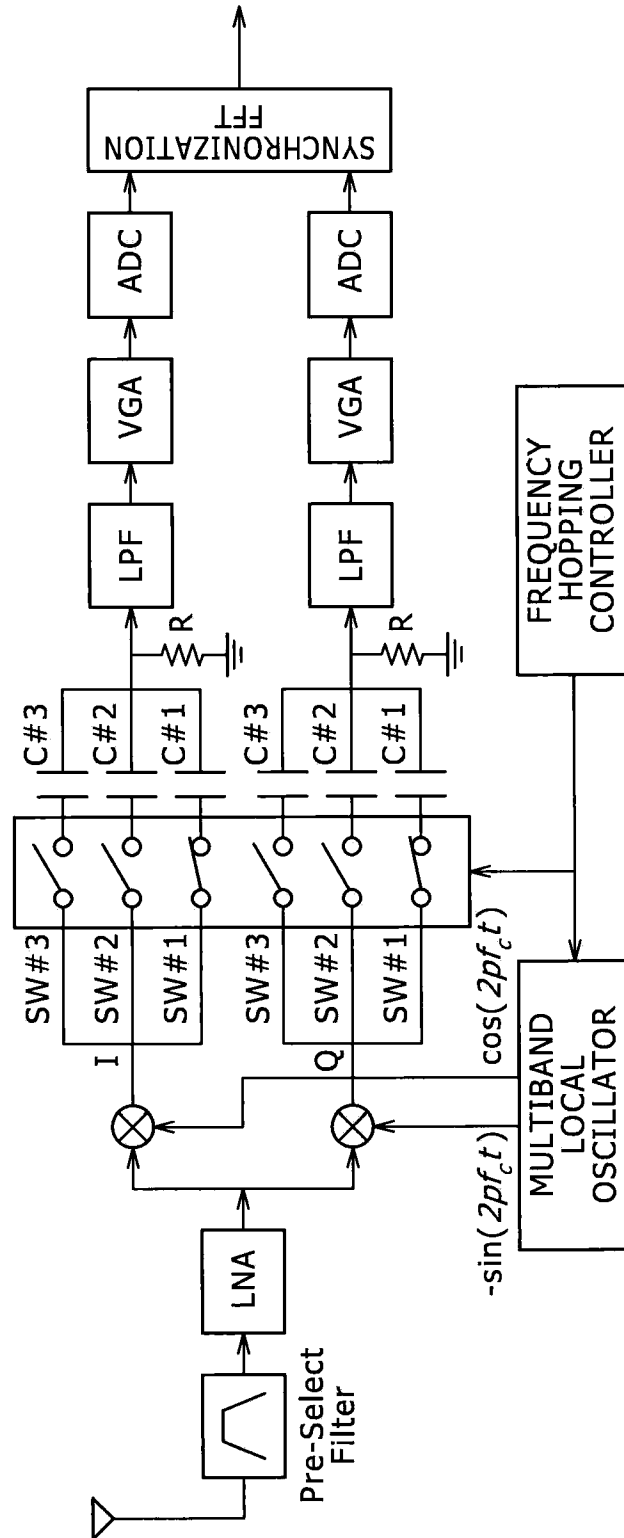 Pre-Select
Filter
LNA
I
Q
SW#3
SW#2
SW#1
SW#3
SW#2
SW#1
C#3
C#2
C#1
C#3
C#2
C#1
R
R
LPF
VGA
ADC
LPF
VGA
ADC
SYNCHRONIZATION
FFT
-sin(2pf_ct)
cos(2pf_ct)
MULTIBAND
LOCAL
OSCILLATOR
FREQUENCY
HOPPING
CONTROLLER